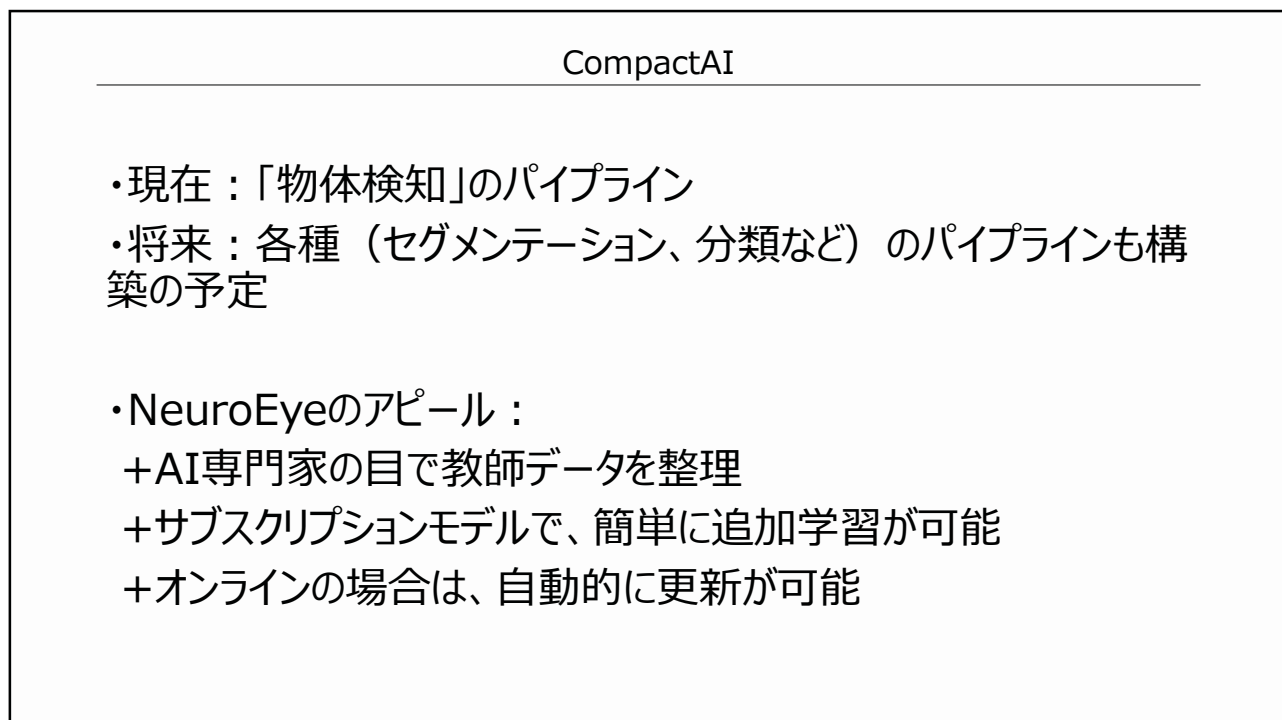 CompactAI
・現在：「物体検知」のパイプライン
・将来：各種（セグメンテーション、分類など）のパイプラインも構
築の予定
・NeuroEyeのアピール：
＋AI専門家の目で教師データを整理
＋サブスクリプションモデルで、簡単に追加学習が可能
＋オンラインの場合は、自動的に更新が可能